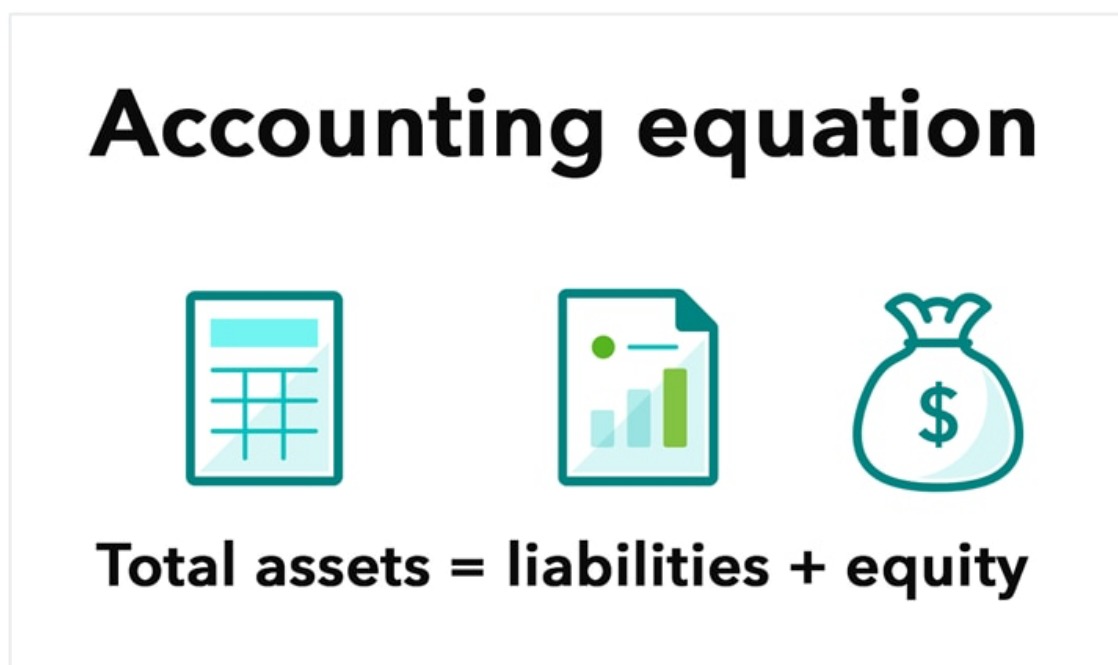 Accounting equation
$
Total assets = liabilities + equity